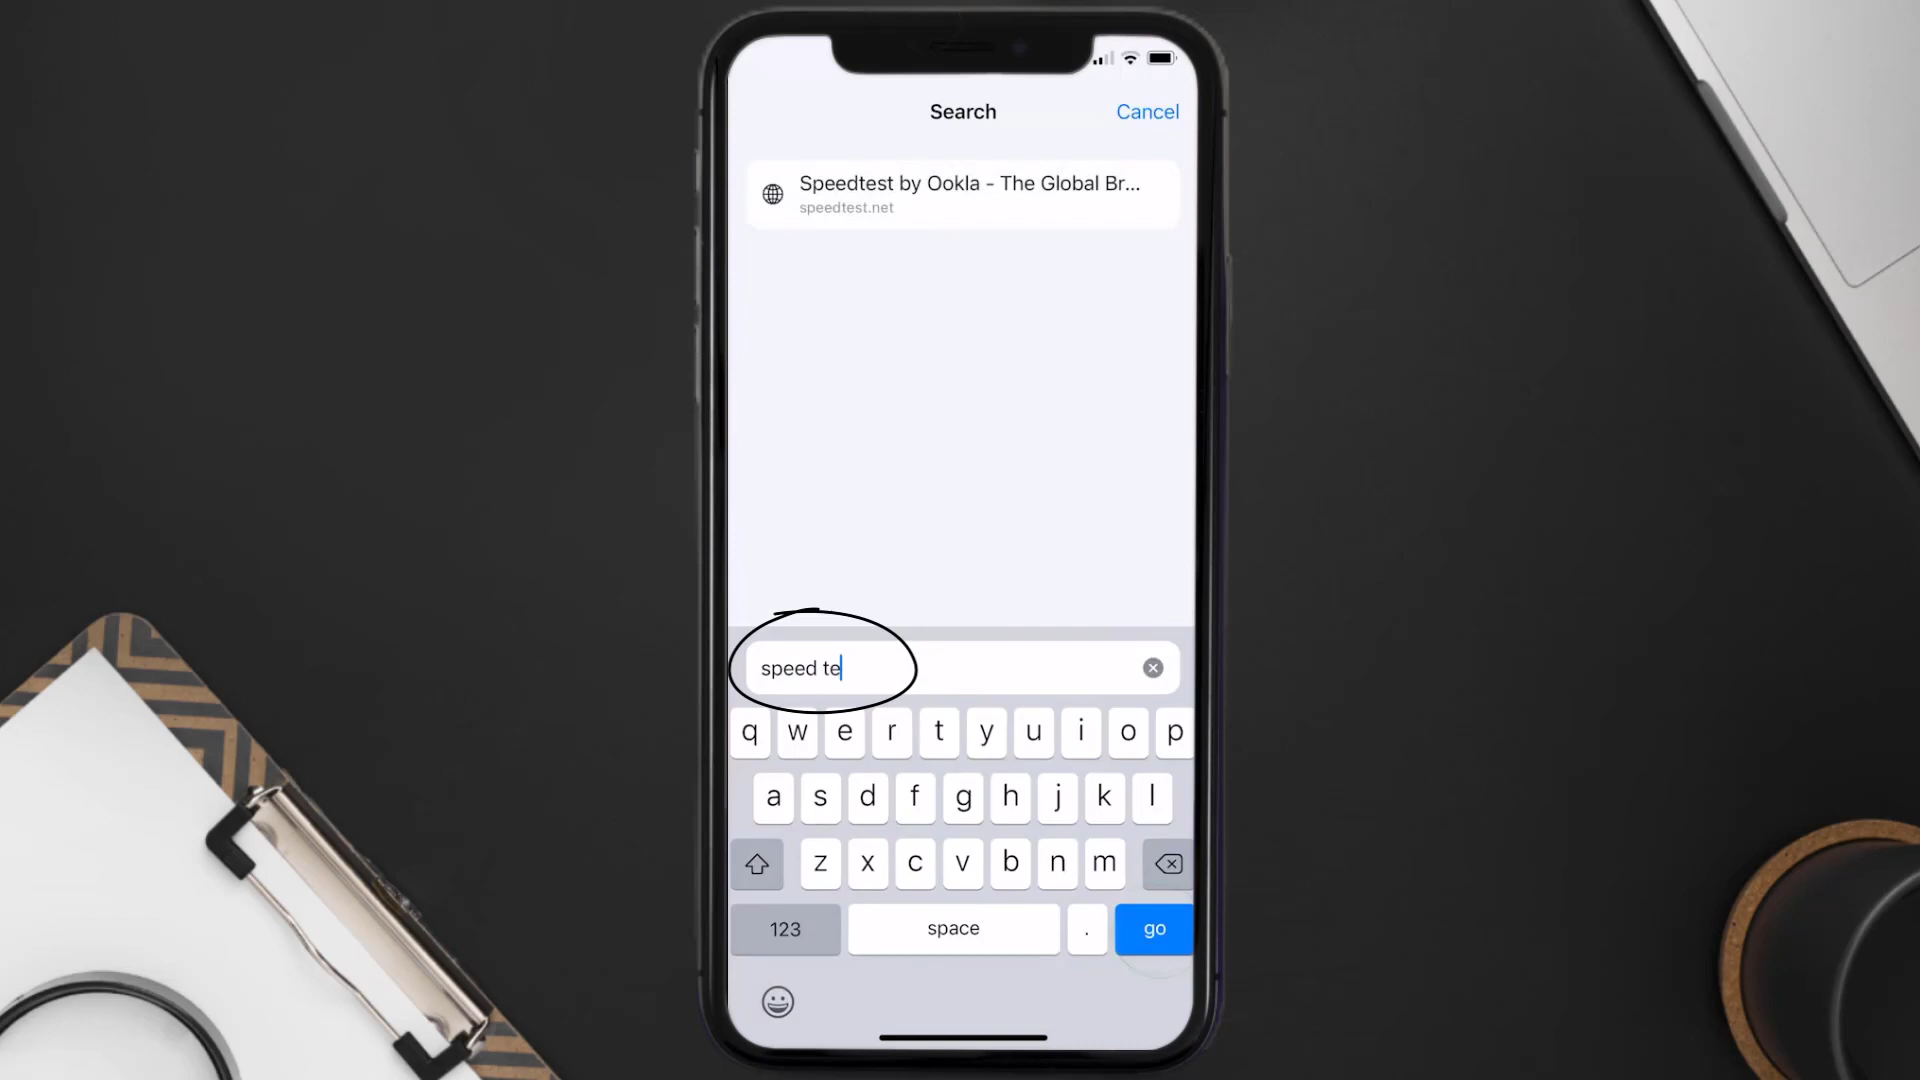 Search
Cancel
Speedtest by Ookla - The Global Br...
speedtest.net
speed te
q w e r t y u i o p
a s d f g h j k l
z x c v b n m
123 space . go